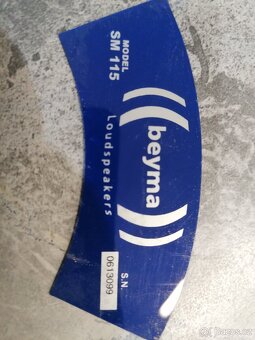 MODEL
SM 115
beyma
Loudspeakers
S.N.
0613099